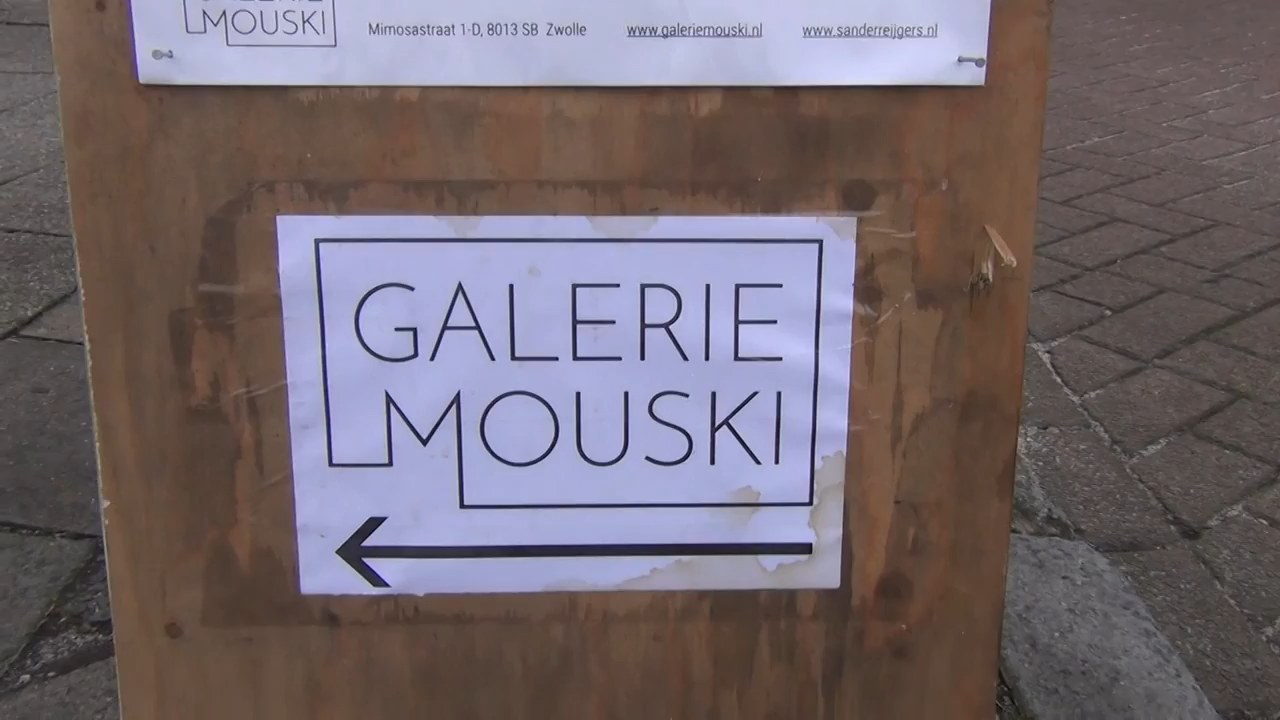 MOUSKI
Mimosastraat 1-D, 8013 SB Zwolle www.galeriemouski.nl www.sanderreijgers.nl
GALERIE
MOUSKI